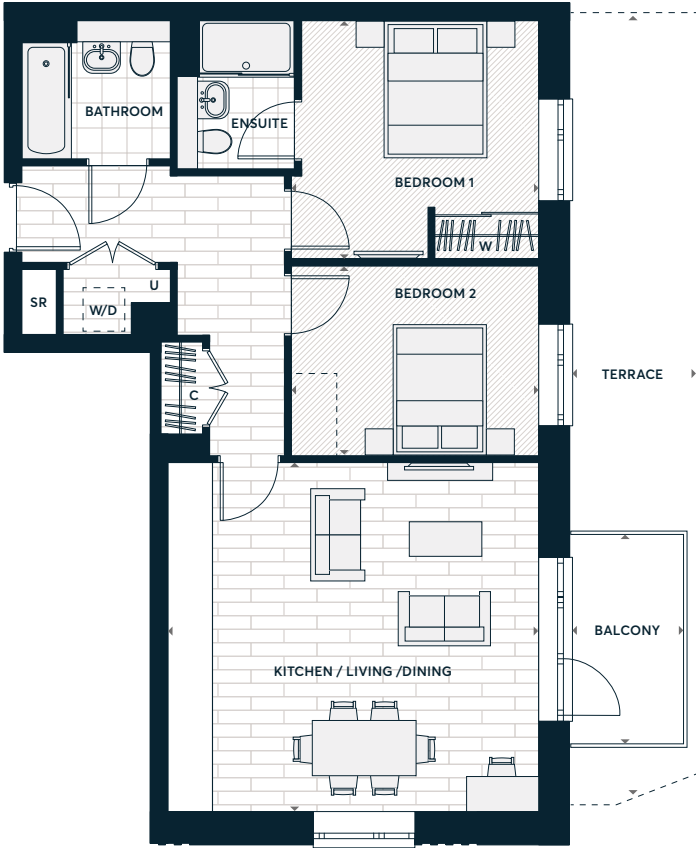 BATHROOM
ENSUITE
BEDROOM 1
W
U
BEDROOM 2
SR
W/D
TERRACE
C
BALCONY
KITCHEN / LIVING /DINING